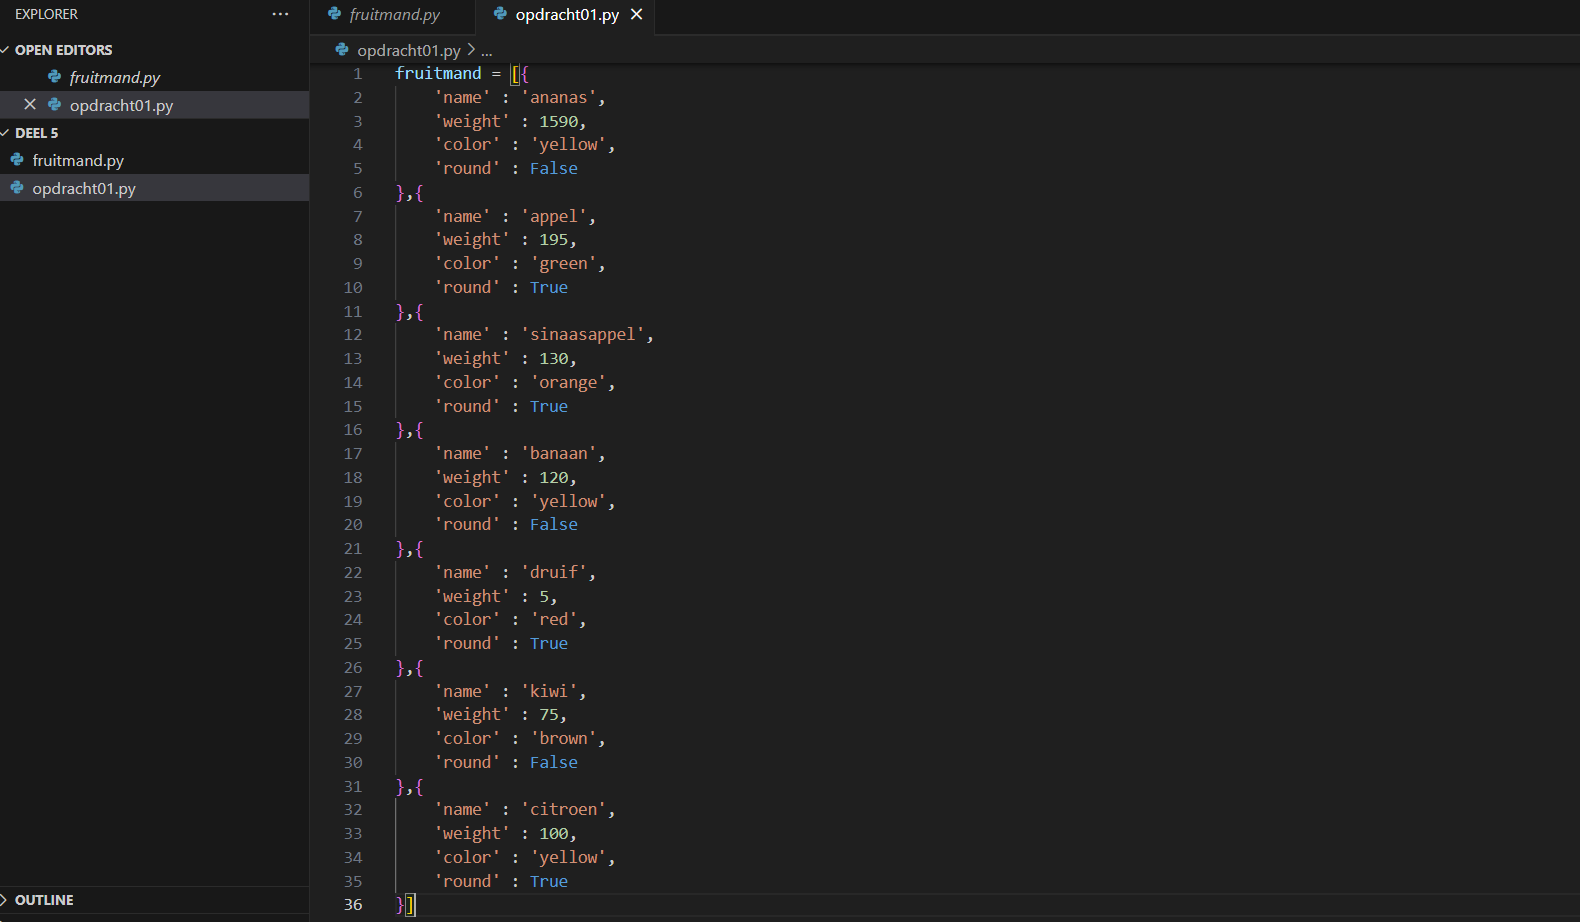 EXPLORER
OPEN EDITORS
fruitmand.py
opdracht01.py
DEEL 5
fruitmand.py
opdracht01.py
OUTLINE
fruitmand.py
opdracht01.py
opdracht01.py > ...
1 fruitmand = [{
2 'name' : 'ananas',
3 'weight' : 1590,
4 'color' : 'yellow',
5 'round' : False
6 },{
7 'name' : 'appel',
8 'weight' : 195,
9 'color' : 'green',
10 'round' : True
11 },{
12 'name' : 'sinaasappel',
13 'weight' : 130,
14 'color' : 'orange',
15 'round' : True
16 },{
17 'name' : 'banaan',
18 'weight' : 120,
19 'color' : 'yellow',
20 'round' : False
21 },{
22 'name' : 'druif',
23 'weight' : 5,
24 'color' : 'red',
25 'round' : True
26 },{
27 'name' : 'kiwi',
28 'weight' : 75,
29 'color' : 'brown',
30 'round' : False
31 },{
32 'name' : 'citroen',
33 'weight' : 100,
34 'color' : 'yellow',
35 'round' : True
36 }]